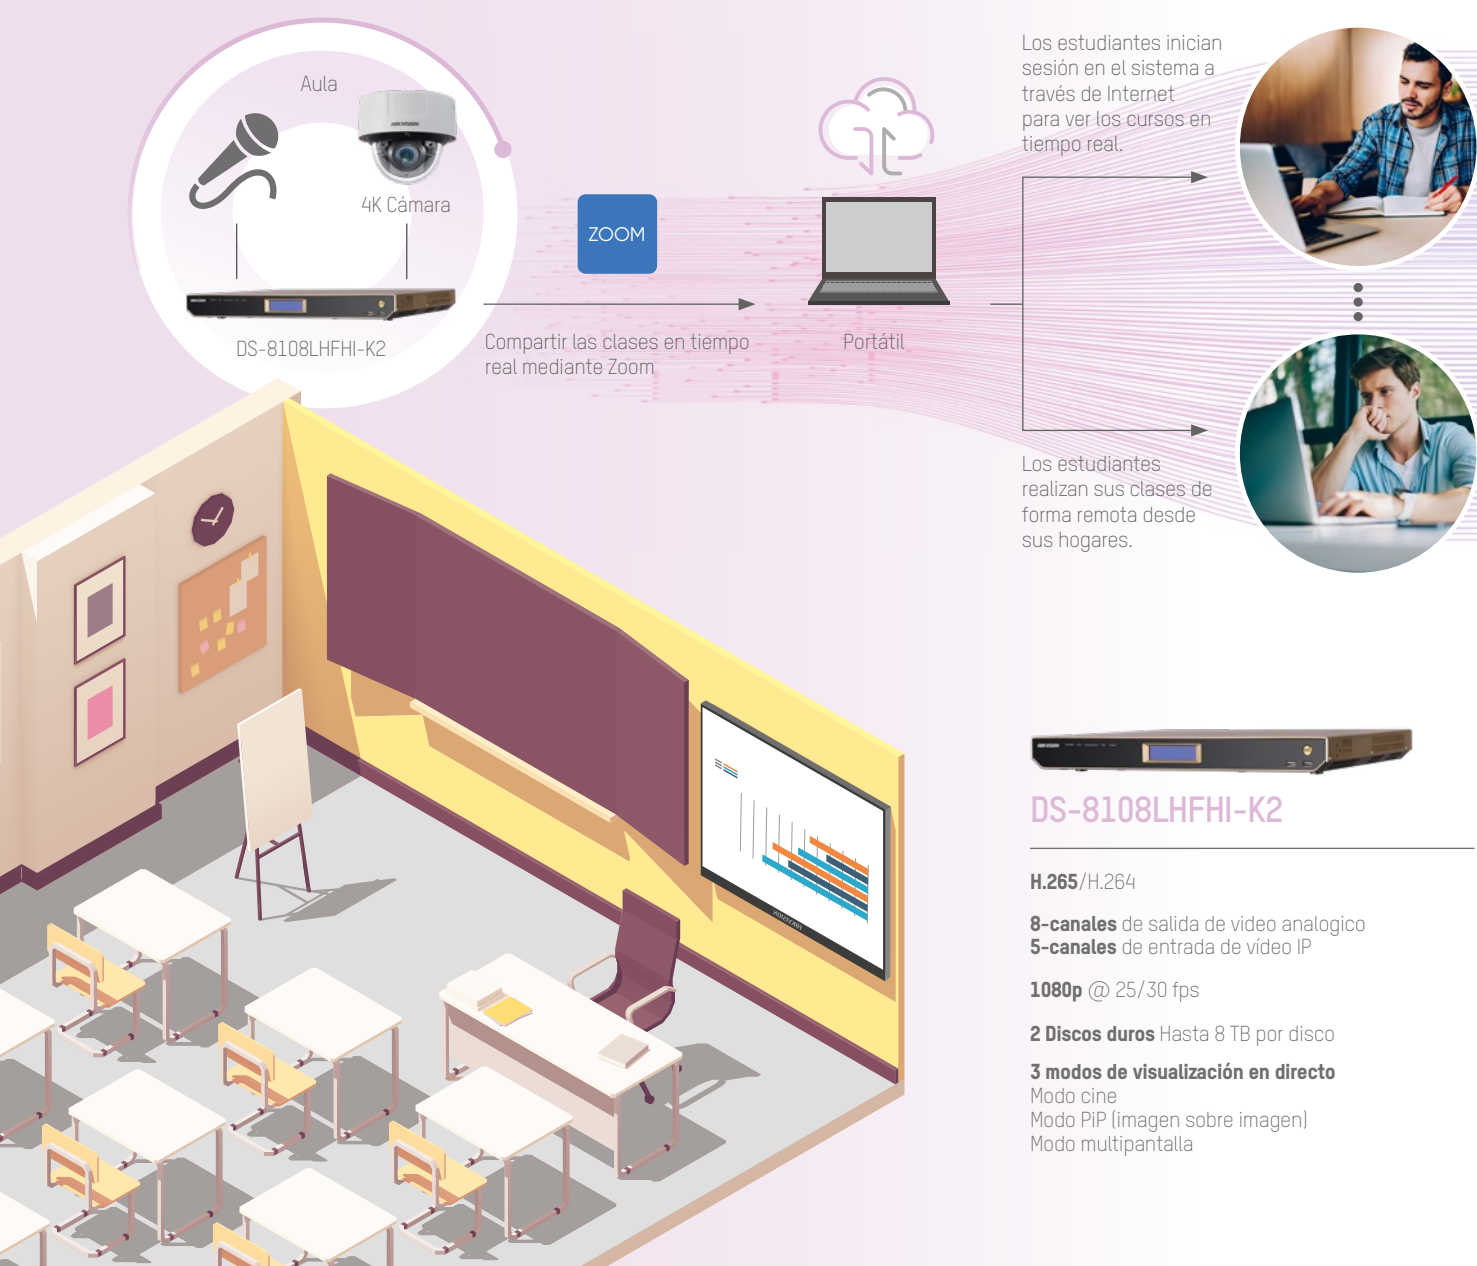 Aula
HIKVISION
4K Cámara
HIKVISION
DS-8108LHFHI-K2
ZOOM
Compartir las clases en tiempo
real mediante Zoom
Portátil
Los estudiantes inician
sesión en el sistema a
través de Internet
para ver los cursos en
tiempo real.
Los estudiantes
realizan sus clases de
forma remota desde
sus hogares.
HIKVISION
HIKVISION
DS-8108LHFHI-K2
H.265/H.264
8-canales de salida de video analogico
5-canales de entrada de vídeo IP
1080p @ 25/30 fps
2 Discos duros Hasta 8 TB por disco
3 modos de visualización en directo
Modo cine
Modo PiP (imagen sobre imagen)
Modo multipantalla